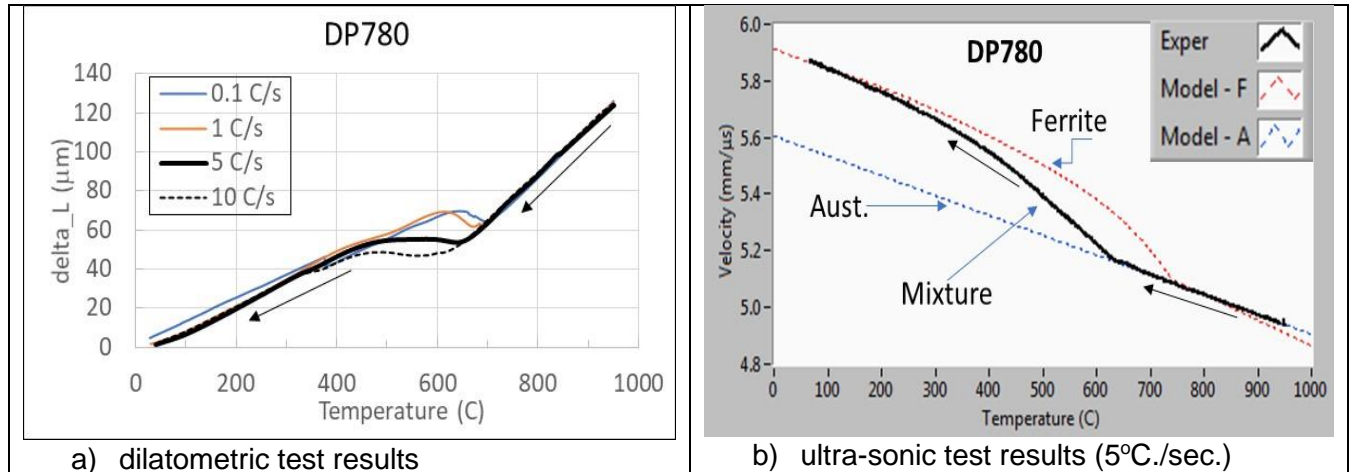 DP780
140
120
100
80
60
40
20
0
delta_L (μm)
0.1 C/s
1 C/s
5 C/s
10 C/s
0 200 400 600 800 1000
Temperature (C)
a) dilatometric test results
DP780
Exper
Model - F
Model - A
6.0
5.8
5.6
5.4
5.2
5.0
4.8
Velocity (mm/μs)
Ferrite
Aust.
Mixture
0 100 200 300 400 500 600 700 800 900 1000
Temperature (C)
b) ultra-sonic test results (5ºC./sec.)